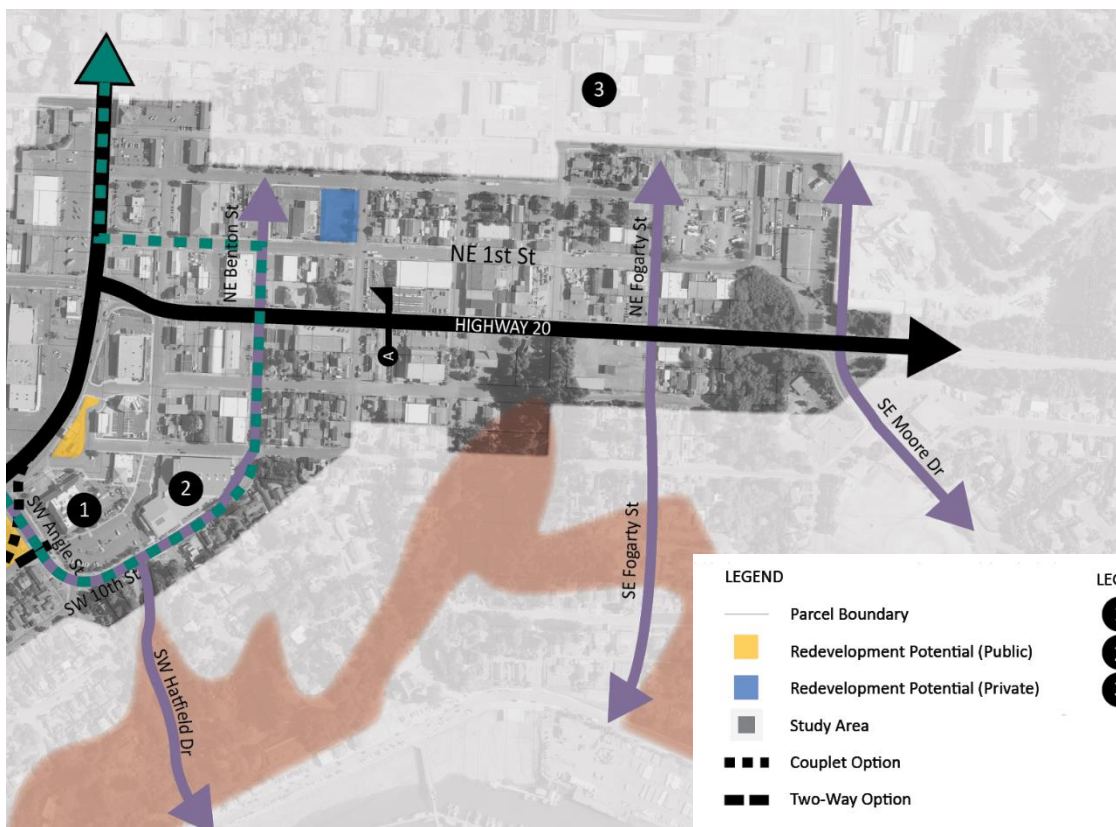 3
NE Benton St
NE 1st St
NE Fogarty St
HIGHWAY 20
A
SE Moore Dr
2
1
SW Angle St
SW 10th St
SE Fogarty St
SW Hatfield Dr
LEGEND
Parcel Boundary
Redevelopment Potential (Public)
Redevelopment Potential (Private)
Study Area
Couplet Option
Two-Way Option